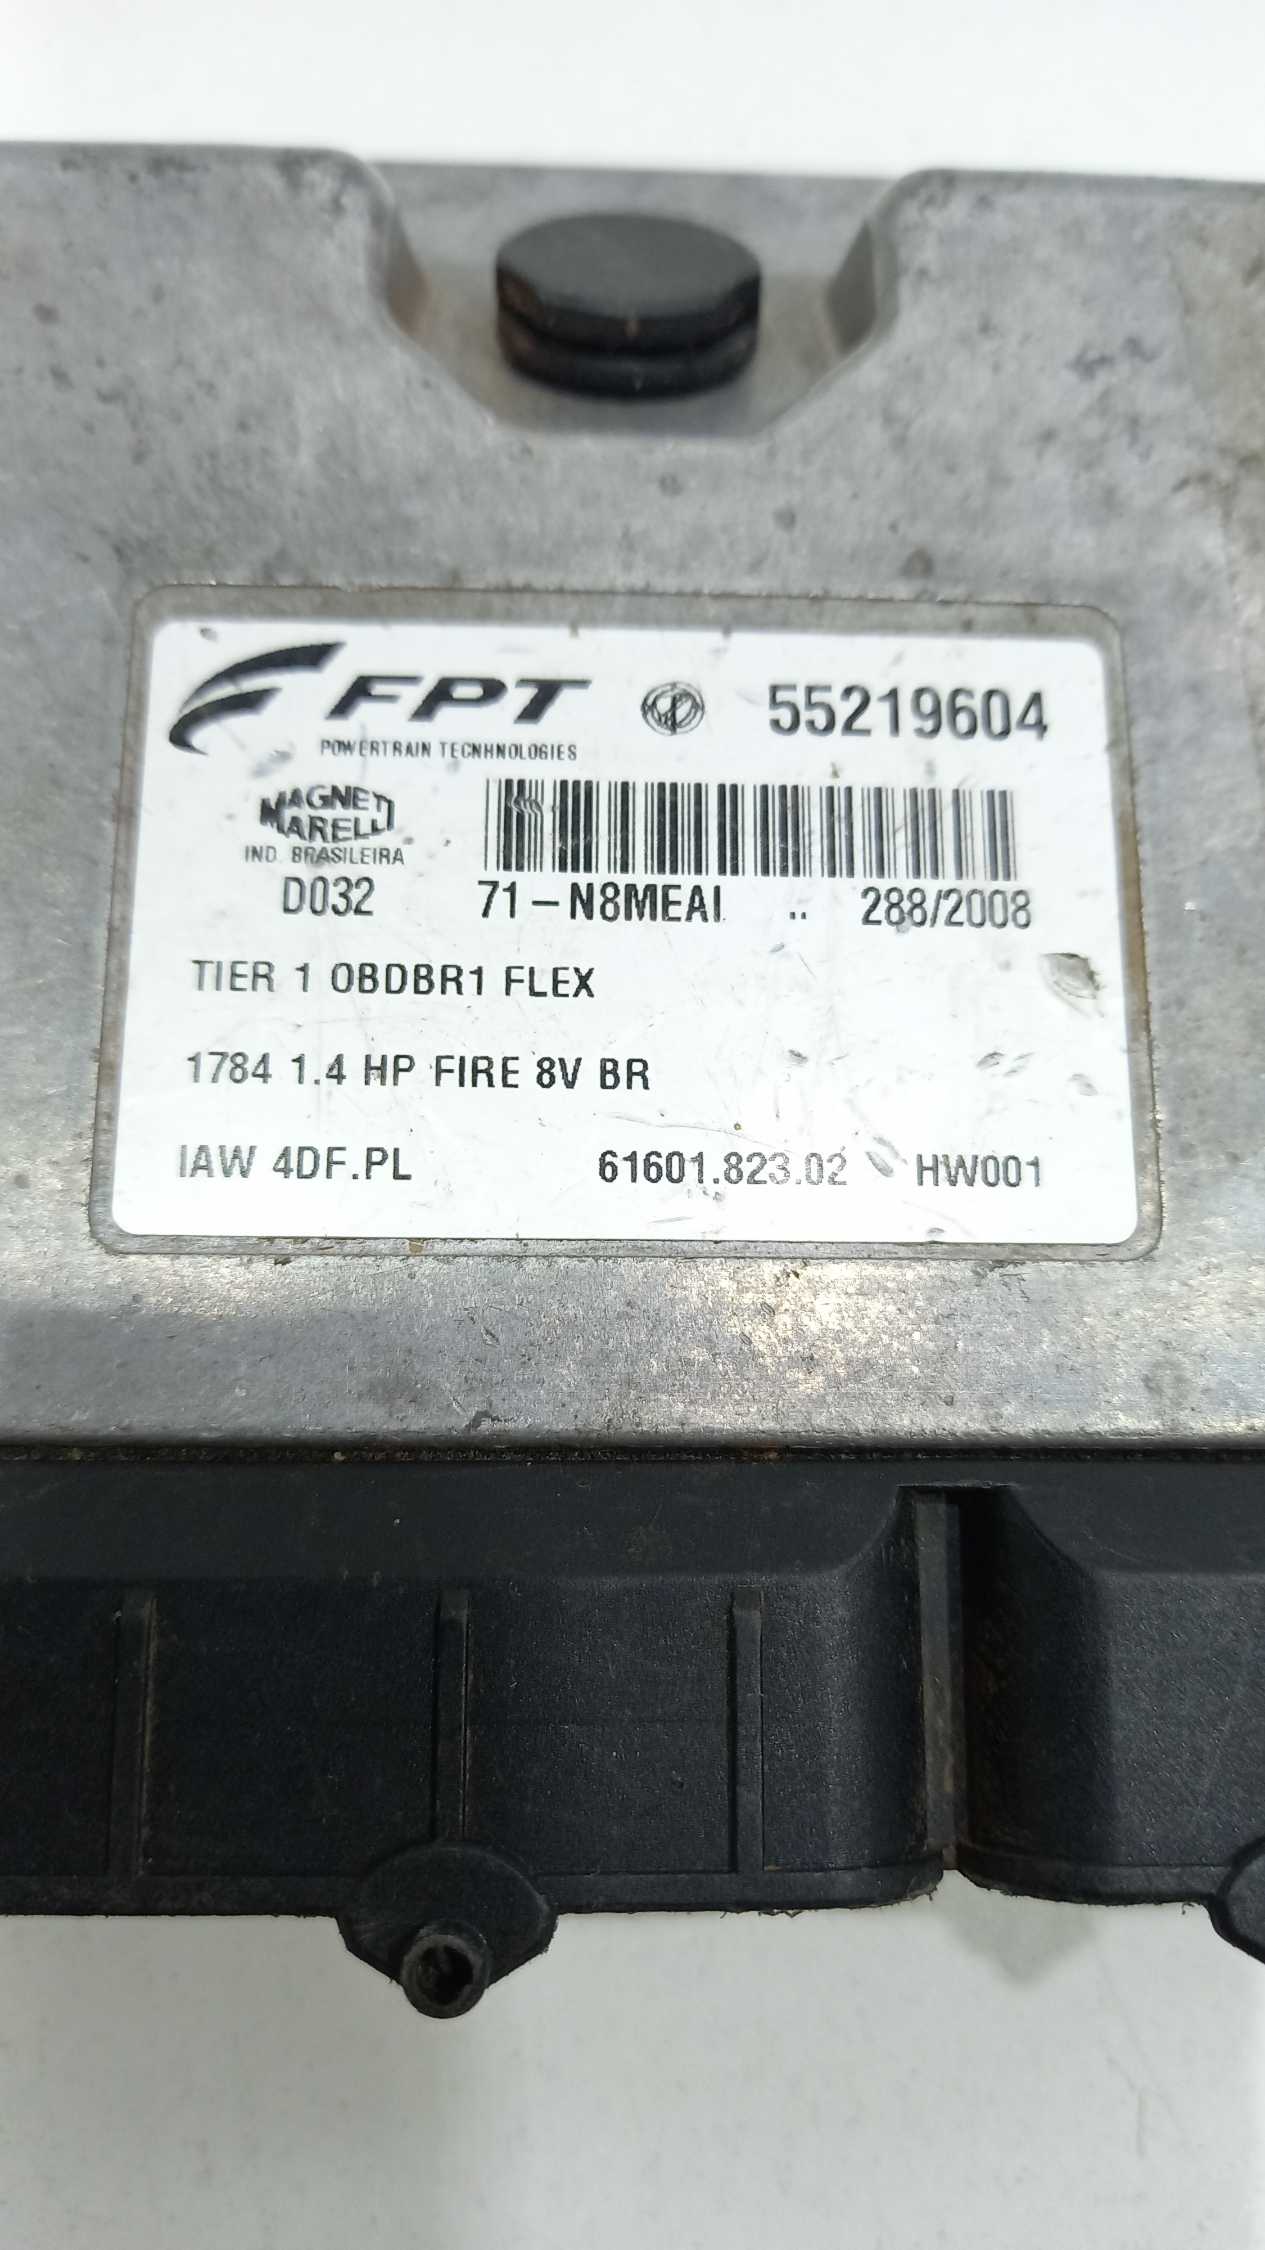 FPT 55219604
POWERTRAIN TECNHNOLOGIES
MAGNETI
MARELLI
IND. BRASILEIRA
D032 71-N8MEAI .. 288/2008
TIER 1 OBDBR1 FLEX
1784 1.4 HP FIRE 8V BR
IAW 4DF.PL 61601.823.02 HW001